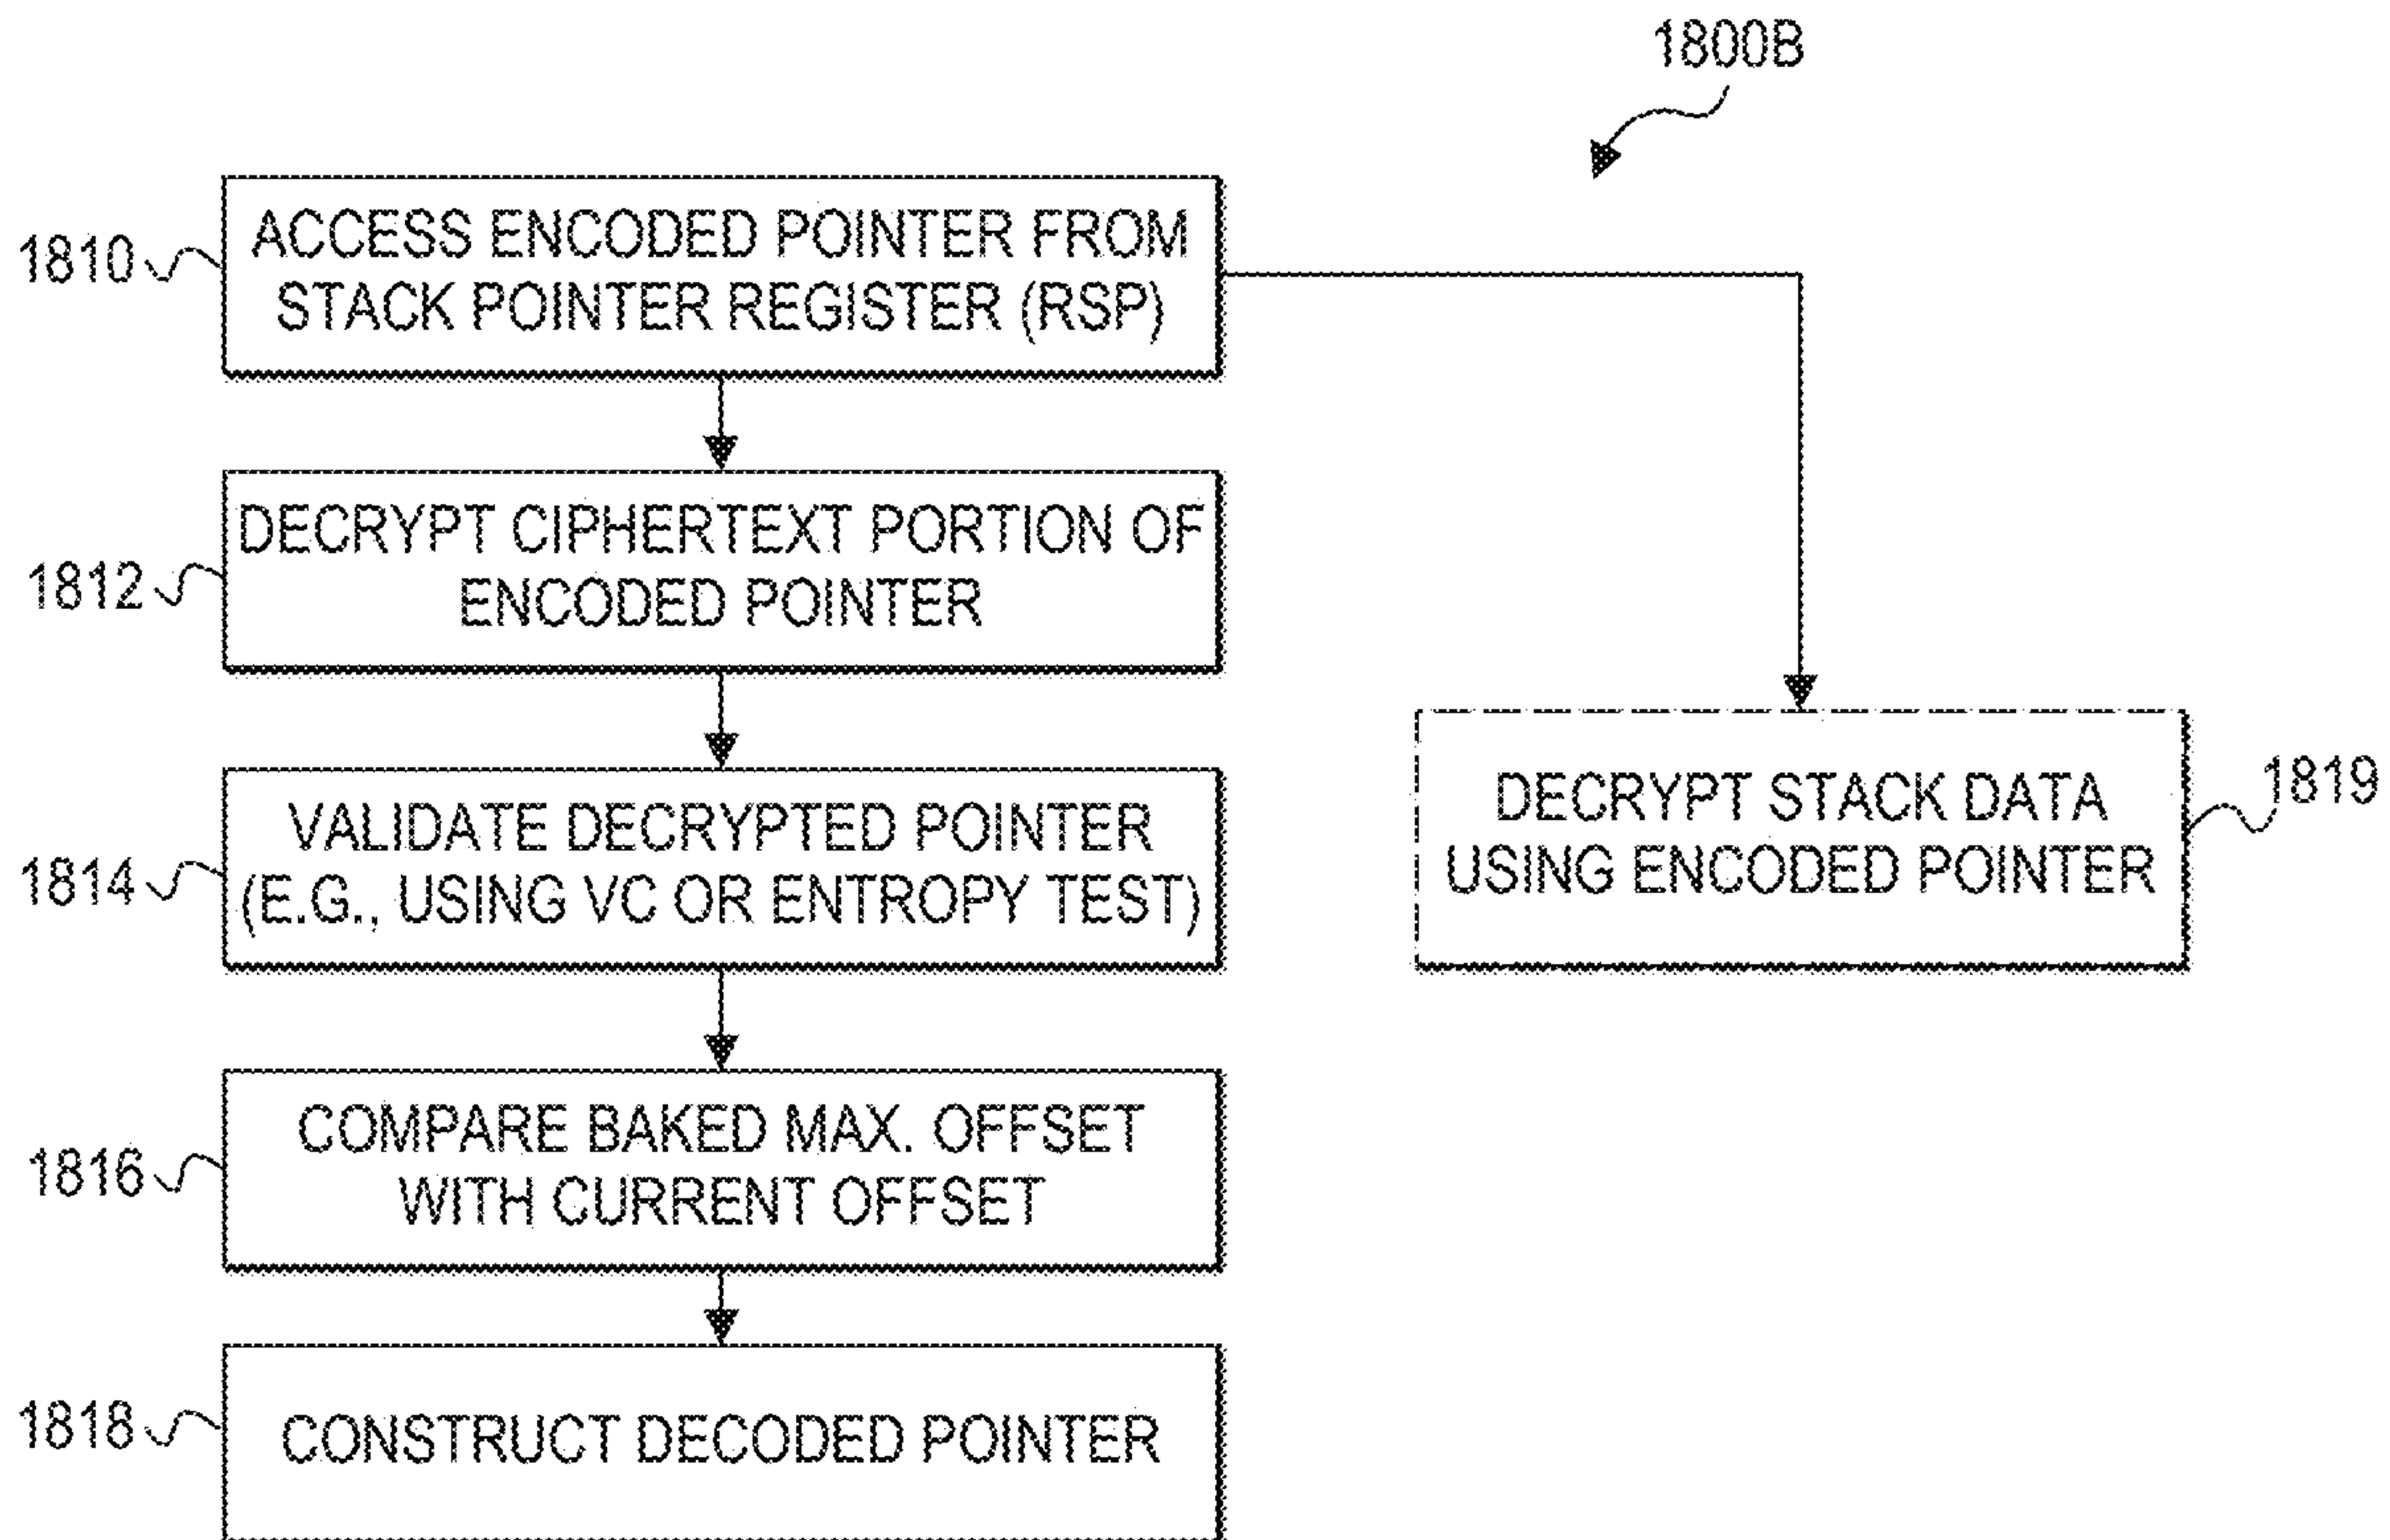 1800B
1810
ACCESS ENCODED POINTER FROM
STACK POINTER REGISTER (RSP)
1812
DECRYPT CIPHERTEXT PORTION OF
ENCODED POINTER
1814
VALIDATE DECRYPTED POINTER
(E.G., USING VC OR ENTROPY TEST)
DECRYPT STACK DATA
USING ENCODED POINTER
1819
1816
COMPARE BAKED MAX. OFFSET
WITH CURRENT OFFSET
1818
CONSTRUCT DECODED POINTER